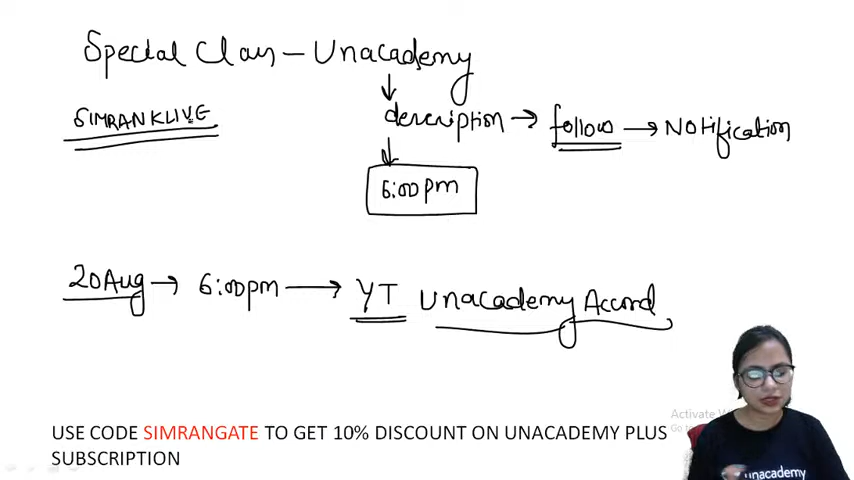 Special Class – Unacademy
SIMRANKLIVE
description → follow → Notification
6:00pm
20Aug → 6:00pm → YT Unacademy Accord
USE CODE SIMRANGATE TO GET 10% DISCOUNT ON UNACADEMY PLUS
SUBSCRIPTION
unacademy